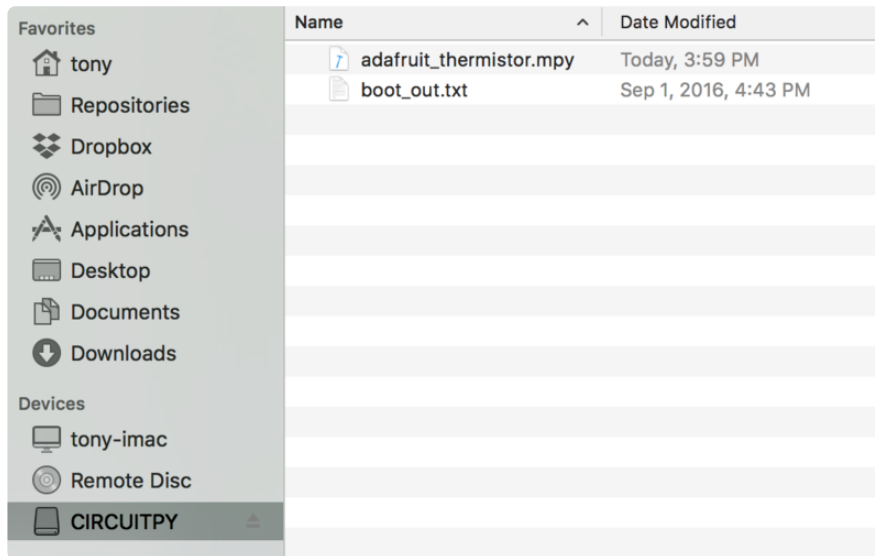 Favorites
tony
Repositories
Dropbox
AirDrop
Applications
Desktop
Documents
Downloads
Devices
tony-imac
Remote Disc
CIRCUITPY
Name Date Modified
adafruit_thermistor.mpy Today, 3:59 PM
boot_out.txt Sep 1, 2016, 4:43 PM